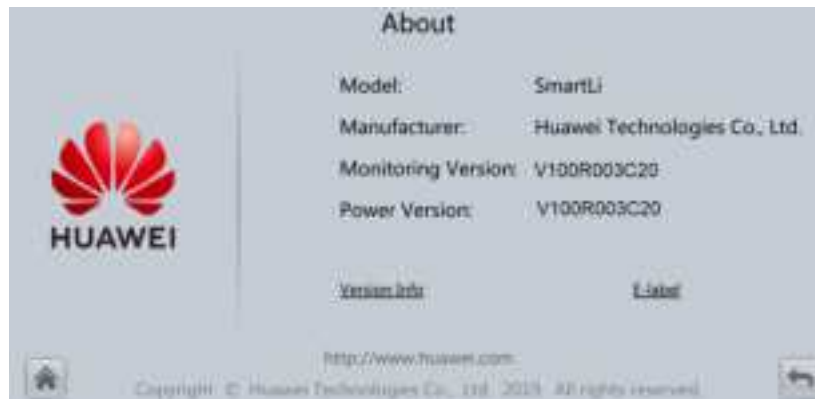 About
Model: SmartLi
Manufacturer: Huawei Technologies Co., Ltd.
Monitoring Version: V100R003C20
Power Version: V100R003C20
HUAWEI
Version Info E-label
http://www.huawei.com
Copyright © Huawei Technologies Co., Ltd. 2019. All rights reserved.